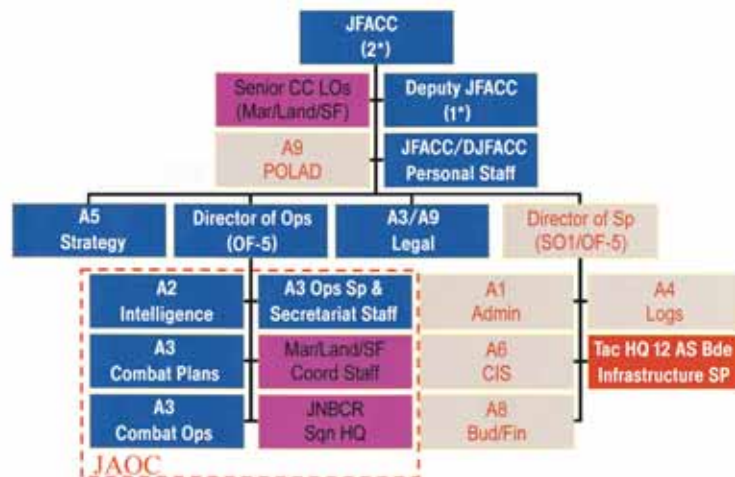 JFACC
(2*)
Senior CC LOs
(Mar/Land/SF)
Deputy JFACC
(1*)
A9
POLAD
JFACC/DJFACC
Personal Staff
A5
Strategy
Director of Ops
(OF-5)
A3/A9
Legal
Director of Sp
(SO1/OF-5)
A2
Intelligence
A3 Ops Sp &
Secretariat Staff
A1
Admin
A4
Logs
A3
Combat Plans
Mar/Land/SF
Coord Staff
A6
CIS
Tac HQ 12 AS Bde
Infrastructure SP
A3
Combat Ops
JNBCR
Sqn HQ
A8
Bud/Fin
JAOC